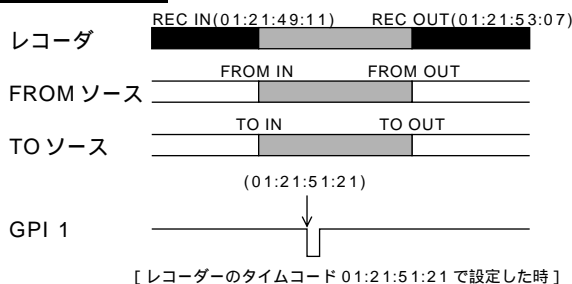 REC IN(01:21:49:11) REC OUT(01:21:53:07)
レコーダ
FROM IN FROM OUT
FROM ソース
TO IN TO OUT
TO ソース
(01:21:51:21)
GPI 1
[ レコーダーのタイムコード 01:21:51:21 で設定した時 ]